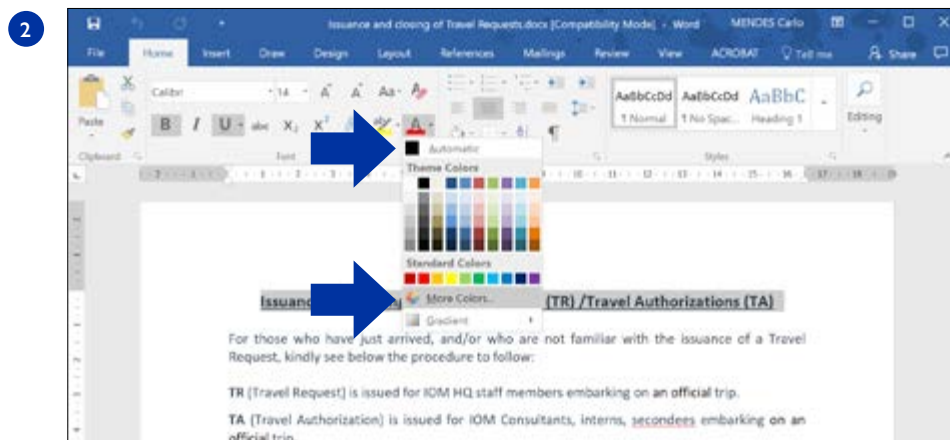 2
Issuance and closing of Travel Requests.docx [Compatibility Mode] - Word MENDES Carlo
File Home Insert Draw Design Layout References Mailings Review View ACROBAT Tell me Share
Calibri 14 A A Aa
AaBbCcDd AaBbCcDd AaBbC
Paste B I U abc X, X² A ¶ 1 Normal 1 No Spac... Heading 1 Editing
Clipboard Font Styles
Automatic
Theme Colors
Standard Colors
More Colors...
Gradient
Issuanc (TR) /Travel Authorizations (TA)
For those who have just arrived, and/or who are not familiar with the issuance of a Travel
Request, kindly see below the procedure to follow:
TR (Travel Request) is issued for IOM HQ staff members embarking on an official trip.
TA (Travel Authorization) is issued for IOM Consultants, interns, secondees embarking on an
official trip.